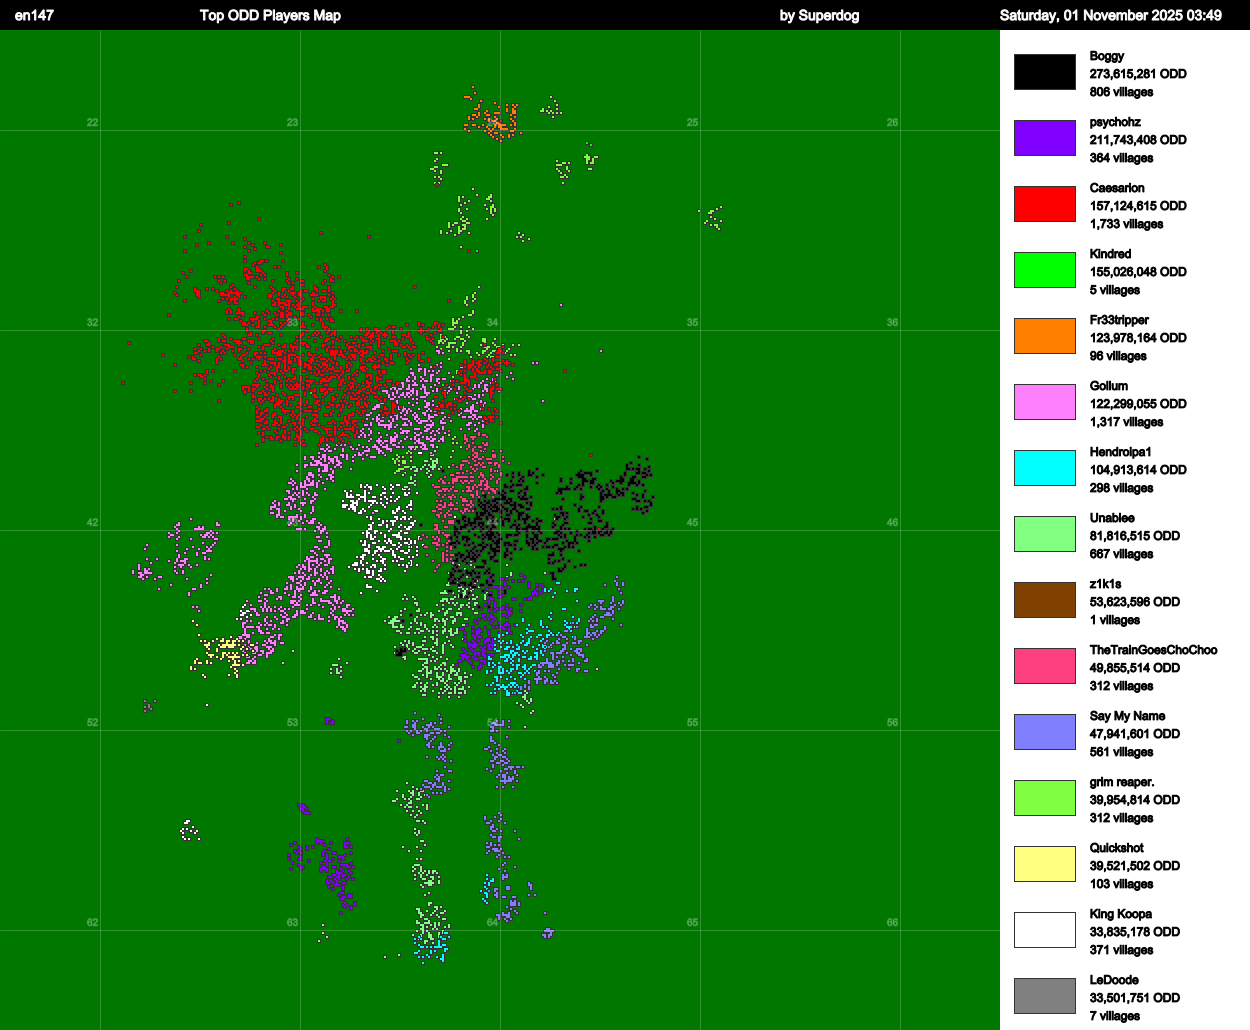 en147 Top ODD Players Map by Superdog Saturday, 01 November 2025 03:49
Boggy
273,615,281 ODD
806 villages
psychohz
211,743,408 ODD
364 villages
Caesarion
157,124,615 ODD
1,733 villages
Kindred
155,026,048 ODD
5 villages
Fr33tripper
123,978,164 ODD
96 villages
Gollum
122,299,055 ODD
1,317 villages
Hendroipa1
104,913,614 ODD
298 villages
Unablee
81,816,515 ODD
667 villages
z1k1s
53,623,596 ODD
1 villages
TheTrainGoesChoChoo
49,855,514 ODD
312 villages
Say My Name
47,941,601 ODD
561 villages
grim reaper.
39,954,814 ODD
312 villages
Quickshot
39,521,502 ODD
103 villages
King Koopa
33,835,178 ODD
371 villages
LeDoode
33,501,751 ODD
7 villages
22 23 25 26
32 33 34 35 36
42 44 45 46
52 53 54 55 56
62 63 64 65 66